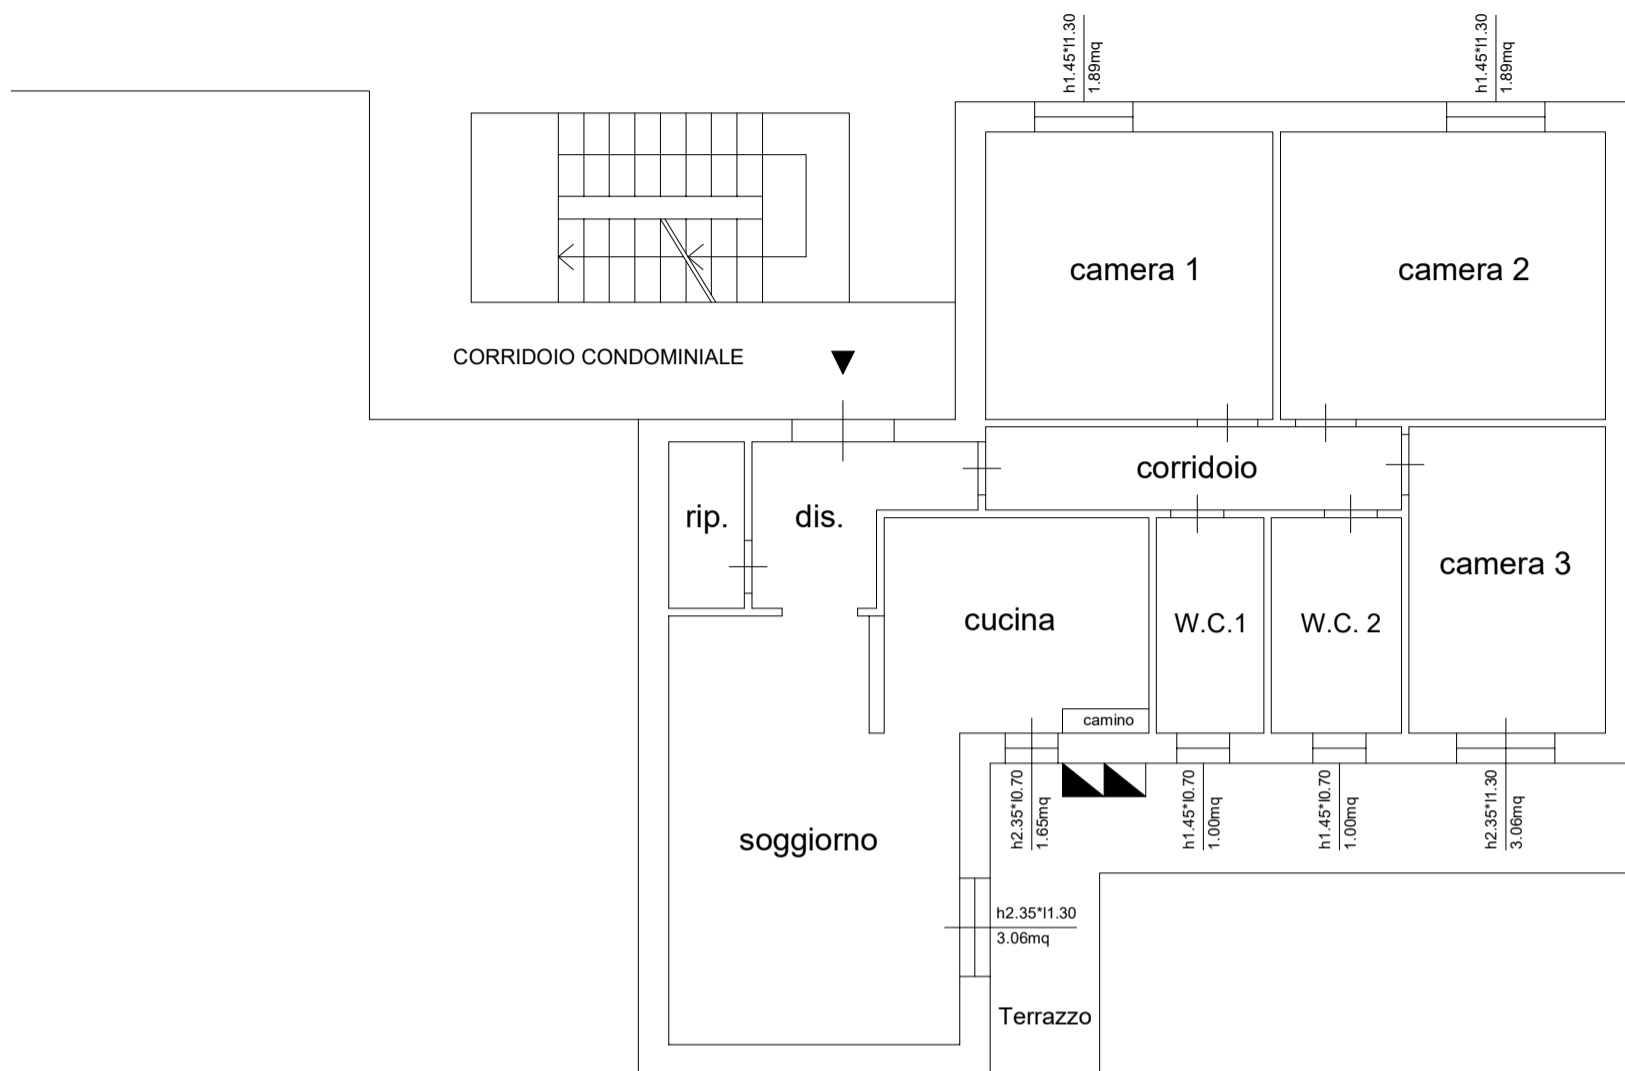 h1.45*l1.30
1.89mq
h1.45*l1.30
1.89mq
camera 1
camera 2
CORRIDOIO CONDOMINIALE
corridoio
rip.
dis.
camera 3
cucina
W.C.1
W.C. 2
camino
h2.35*l0.70
1.65mq
h1.45*l0.70
1.00mq
h1.45*l0.70
1.00mq
h2.35*l1.30
3.06mq
soggiorno
h2.35*l1.30
3.06mq
Terrazzo